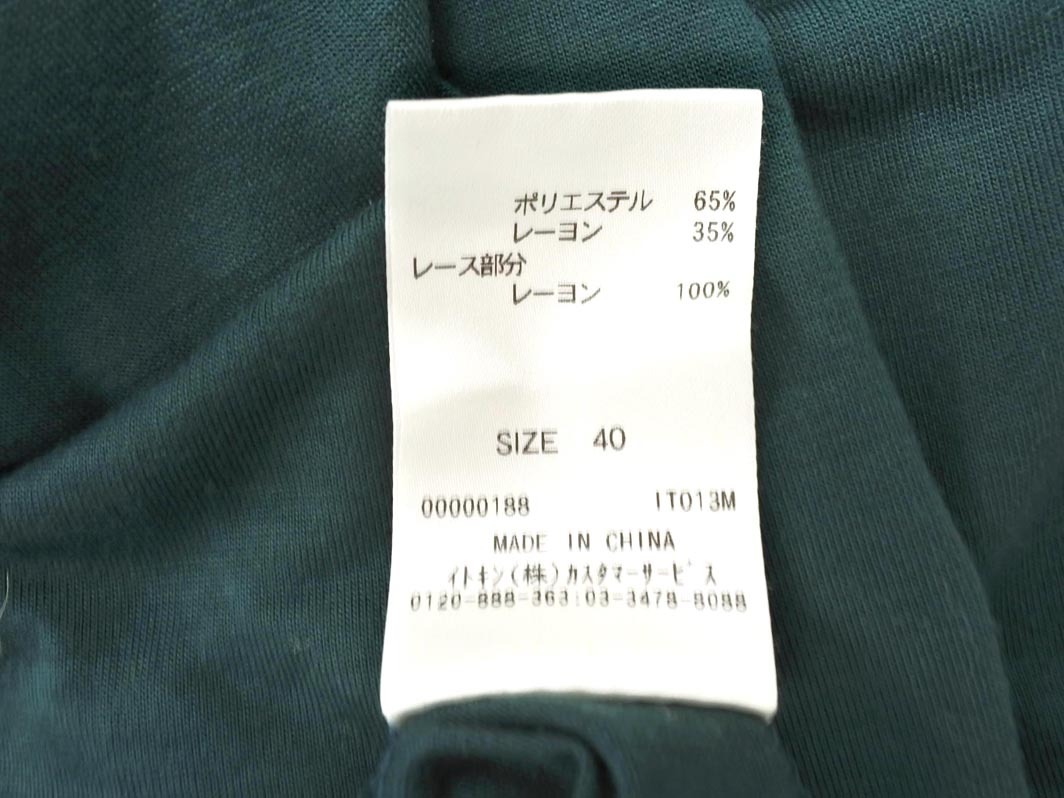 ポリエステル 65%
レーヨン 35%
レース部分
レーヨン 100%
SIZE 40
00000188 IT013M
MADE IN CHINA
イトキン(株)カスタマーサービス
0120-888-363:03-3478-8088